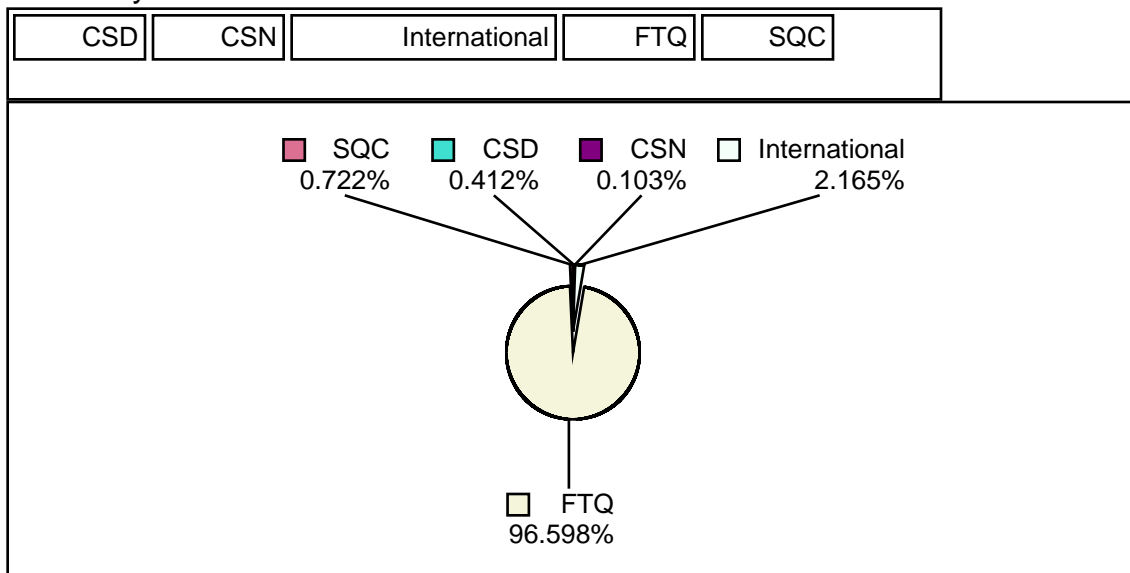 CSD CSN International FTQ SQC
SQC CSD CSN International
0.722% 0.412% 0.103% 2.165%
FTQ
96.598%